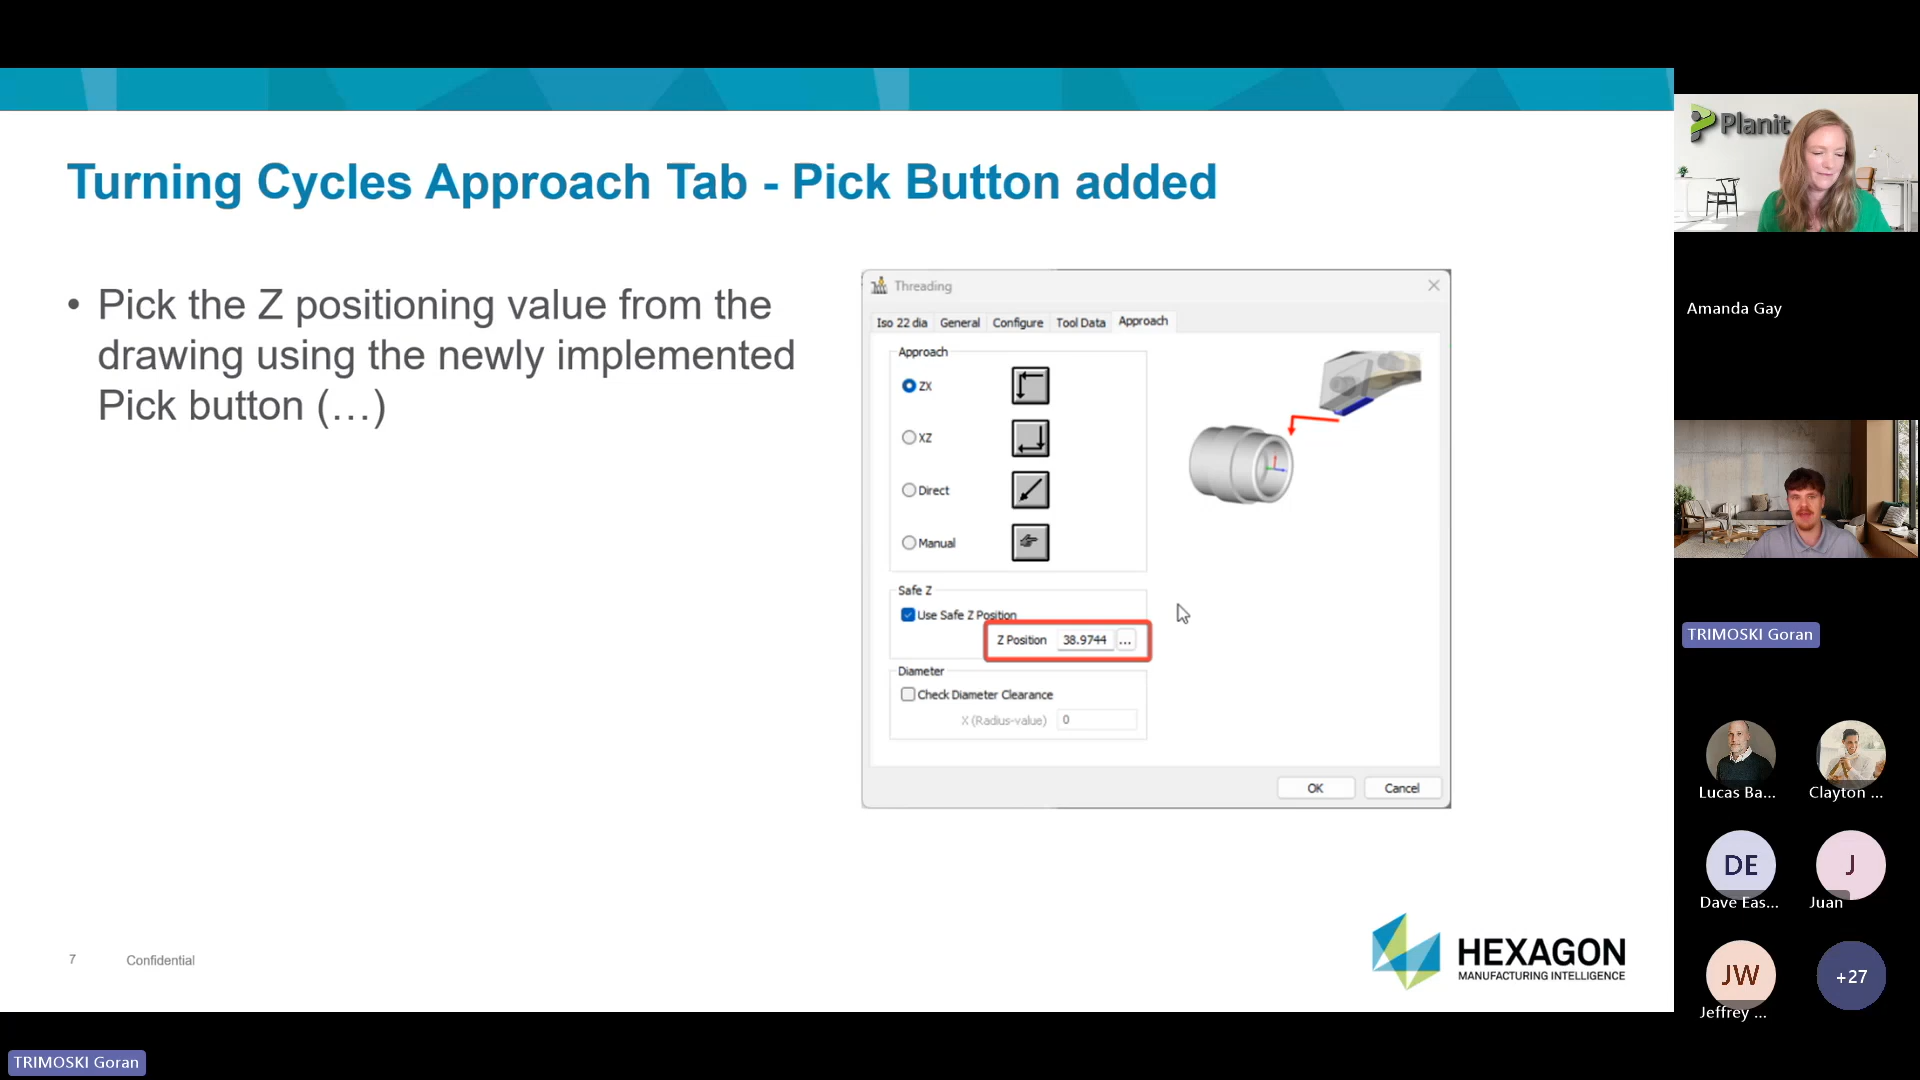 Turning Cycles Approach Tab - Pick Button added
• Pick the Z positioning value from the
drawing using the newly implemented
Pick button (…)
Threading
Iso 22 dia General Configure Tool Data Approach
Approach
ZX
XZ
Direct
Manual
Safe Z
Use Safe Z Position
Z Position 38.9744 ...
Diameter
Check Diameter Clearance
X (Radius-value) 0
OK Cancel
7 Confidential
HEXAGON
MANUFACTURING INTELLIGENCE
Planit
Amanda Gay
TRIMOSKI Goran
Lucas Ba...
Clayton ...
DE
Dave Eas...
J
Juan
JW
Jeffrey ...
+27
TRIMOSKI Goran